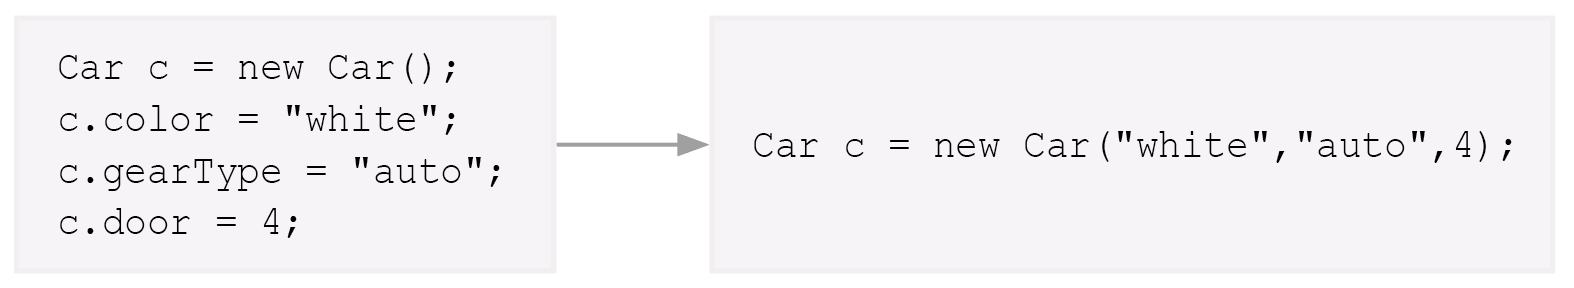 Car c = new Car();
c.color = "white";
c.gearType = "auto";
c.door = 4;
Car c = new Car("white","auto",4);